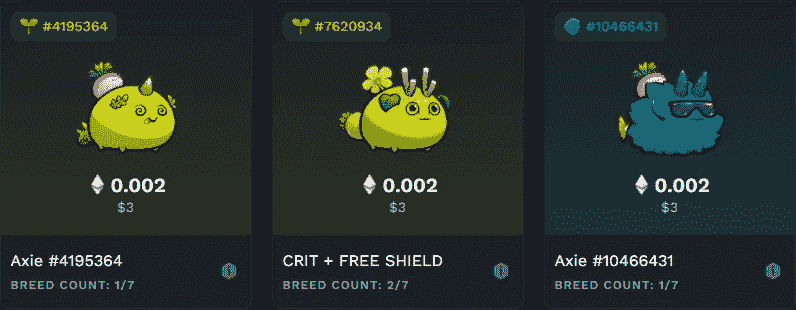 #4195364
0.002
$3
Axie #4195364
BREED COUNT: 1/7
#7620934
0.002
$3
CRIT + FREE SHIELD
BREED COUNT: 2/7
#10466431
0.002
$3
Axie #10466431
BREED COUNT: 1/7